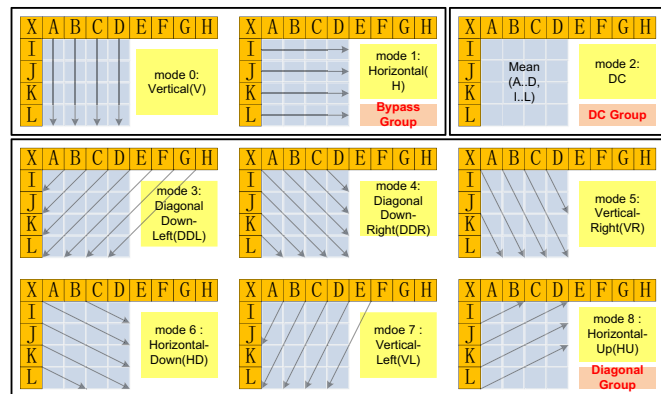 X A B C D E F G H
I
J
K
L
mode 0:
Vertical(V)
X A B C D E F G H
I
J
K
L
mode 1:
Horizontal(
H)
Bypass
Group
X A B C D E F G H
I
J
K
L
Mean
(A..D,
I..L)
mode 2:
DC
DC Group
X A B C D E F G H
I
J
K
L
mode 3:
Diagonal
Down-
Left(DDL)
X A B C D E F G H
I
J
K
L
mode 4:
Diagonal
Down-
Right(DDR)
X A B C D E F G H
I
J
K
L
mode 5:
Vertical-
Right(VR)
X A B C D E F G H
I
J
K
L
mode 6 :
Horizontal-
Down(HD)
X A B C D E F G H
I
J
K
L
mdoe 7 :
Vertical-
Left(VL)
X A B C D E F G H
I
J
K
L
mode 8 :
Horizontal-
Up(HU)
Diagonal
Group